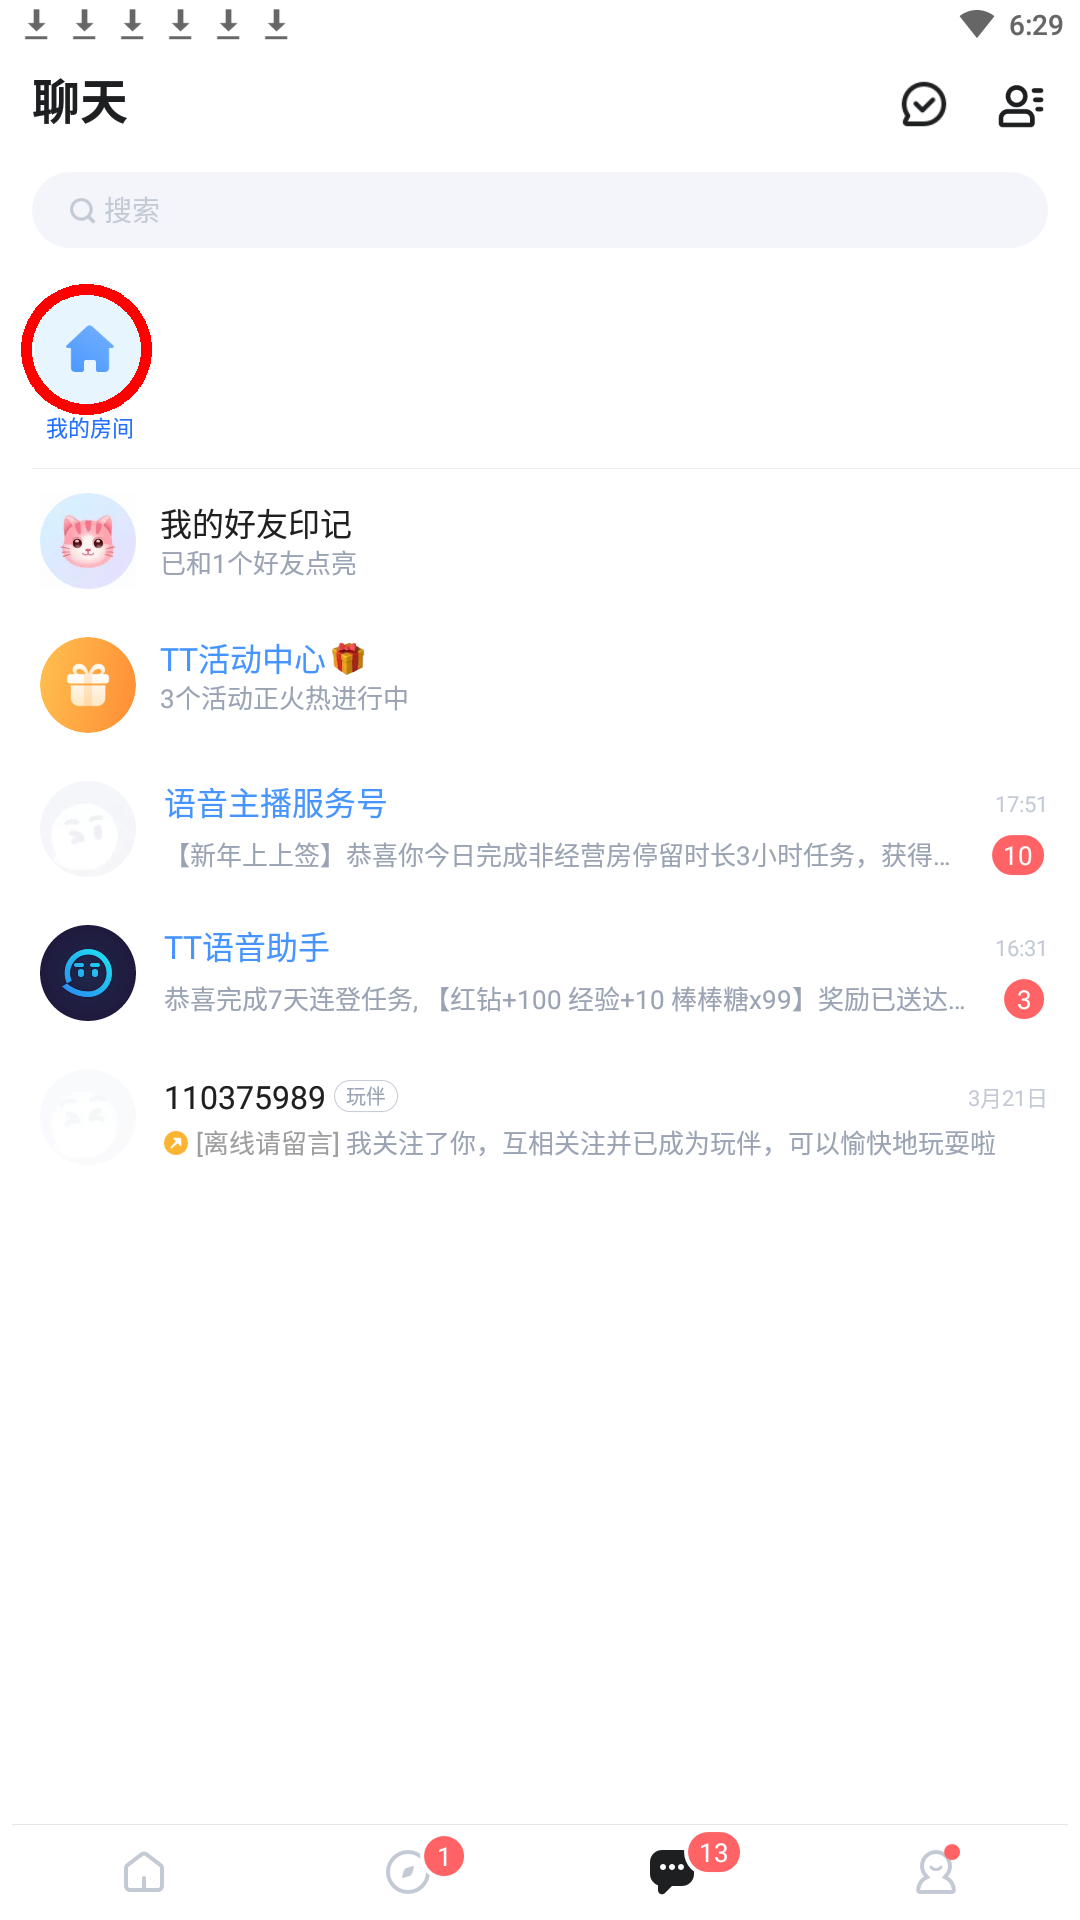 6:29
聊天
搜索
我的房间
我的好友印记
已和1个好友点亮
TT活动中心🎁
3个活动正火热进行中
语音主播服务号
17:51
【新年上上签】恭喜你今日完成非经营房停留时长3小时任务，获得...
10
TT语音助手
16:31
恭喜完成7天连登任务,【红钻+100 经验+10 棒棒糖x99】奖励已送达...
3
110375989 玩伴
3月21日
[离线请留言] 我关注了你，互相关注并已成为玩伴，可以愉快地玩耍啦
1
13